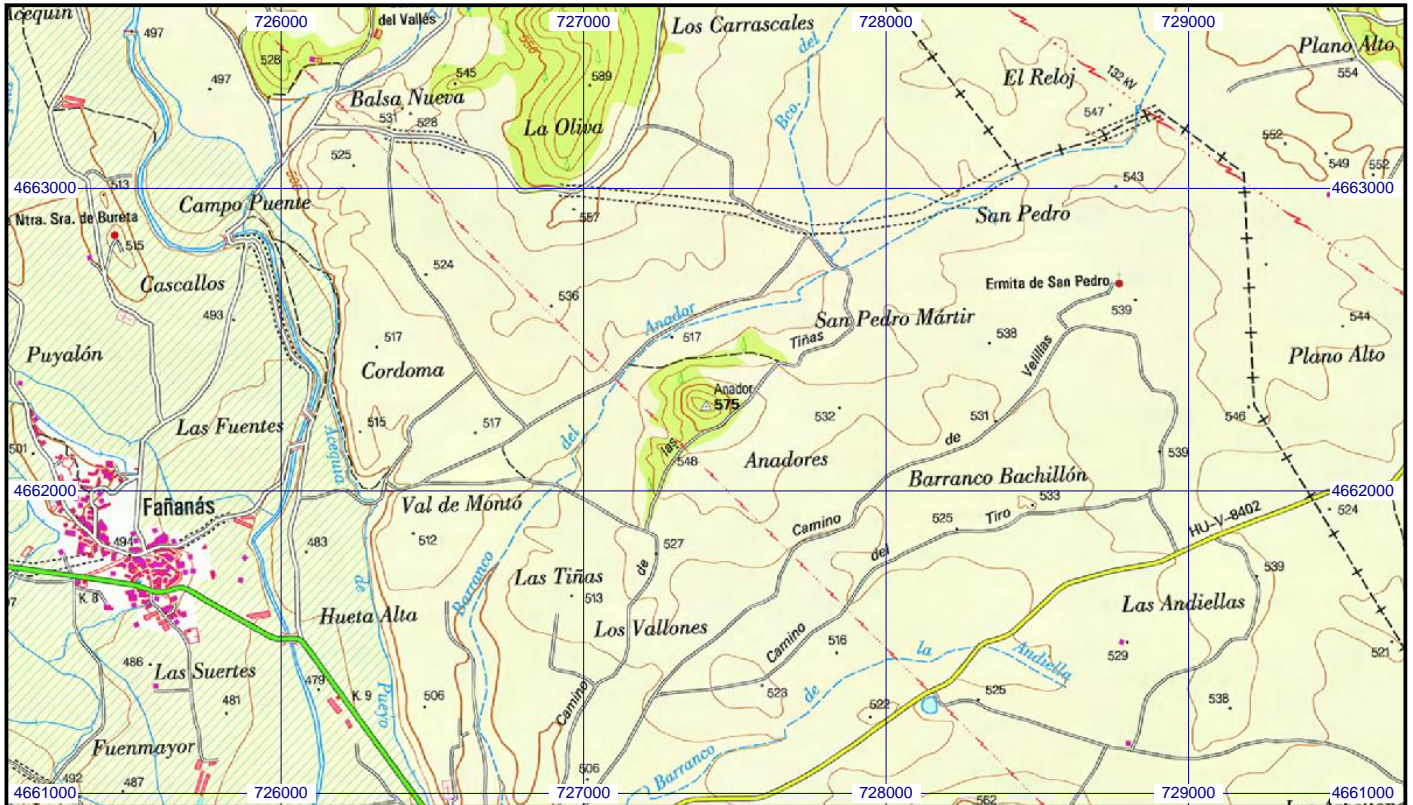 Acequín
726000
727000
728000
729000
del Vallés
497
Los Carrascales
del
Plano Alto
554
528
497
545
589
El Reloj
132 kV
Balsa Nueva
531
528
La Oliva
Bco.
547
525
552
549
552
4663000
4663000
513
500
543
Campo Puente
Ntra. Sra. de Bureta
515
557
San Pedro
Cascallos
524
Ermita de San Pedro
539
493
536
Anador
517
Tiñas
San Pedro Mártir
538
544
Puyalón
517
Velillas
Plano Alto
Cordoma
Anador
575
Las Fuentes
515
517
del
532
531
546
501
Acequia
las
548
Anadores
de
539
4662000
4662000
Barranco Bachillón
Fañanás
Val de Montó
533
494
483
512
Camino
525
Tiro
HU-V-8402
524
527
del
de
Las Tiñas
539
K. 8
de
Barranco
513
Hueta Alta
Los Vallones
Las Andiellas
486
Las Suertes
Camino
516
la
Andiella
529
521
479
K. 9
481
Pueyo
506
Camino
523
de
522
525
538
Fuenmayor
492
487
506
Barranco
4661000
726000
727000
728000
729000
4661000
562